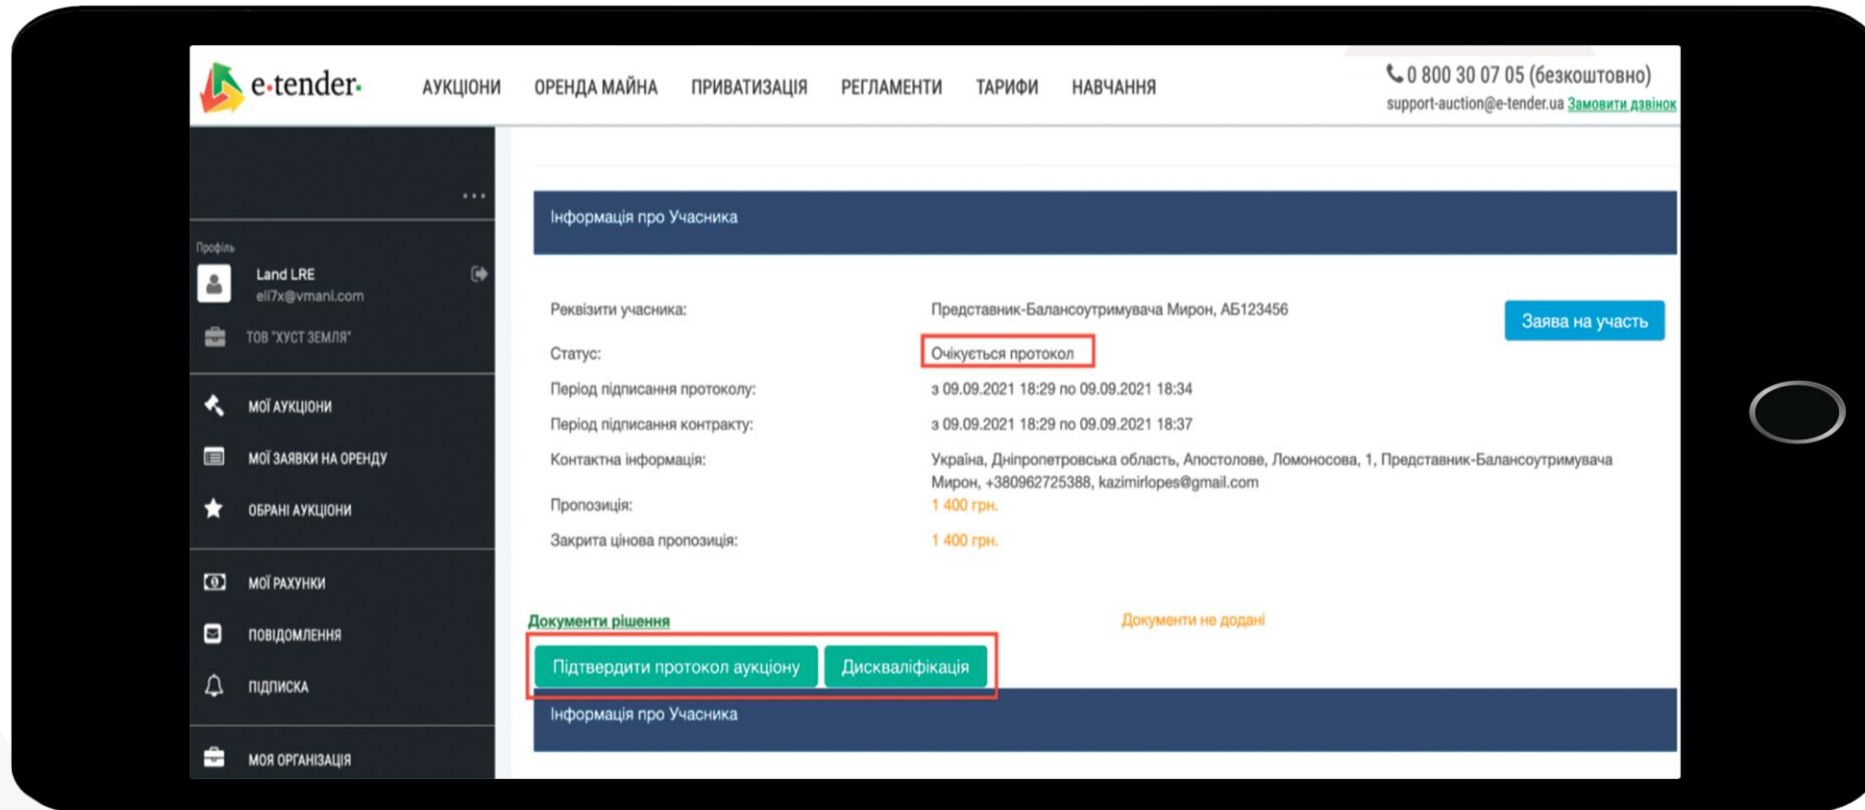 e-tender-
АУКЦІОНИ
ОРЕНДА МАЙНА
ПРИВАТИЗАЦІЯ
РЕГЛАМЕНТИ
ТАРИФИ
НАВЧАННЯ
0 800 30 07 05 (безкоштовно)
support-auction@e-tender.ua Замовити дзвінок
...
Профіль
Land LRE
eli7x@vmani.com
ТОВ "ХУСТ ЗЕМЛЯ"
МОЇ АУКЦІОНИ
МОЇ ЗАЯВКИ НА ОРЕНДУ
ОБРАНІ АУКЦІОНИ
МОЇ РАХУНКИ
ПОВІДОМЛЕННЯ
ПІДПИСКА
МОЯ ОРГАНІЗАЦІЯ
Інформація про Учасника
Реквізити учасника:
Представник-Балансоутримувача Мирон, АБ123456
Заява на участь
Статус:
Очікується протокол
Період підписання протоколу:
з 09.09.2021 18:29 по 09.09.2021 18:34
Період підписання контракту:
з 09.09.2021 18:29 по 09.09.2021 18:37
Контактна інформація:
Україна, Дніпропетровська область, Апостолове, Ломоносова, 1, Представник-Балансоутримувача
Мирон, +380962725388, kazimirlopes@gmail.com
Пропозиція:
1 400 грн.
Закрита цінова пропозиція:
1 400 грн.
Документи рішення
Документи не додані
Підтвердити протокол аукціону
Дискваліфікація
Інформація про Учасника